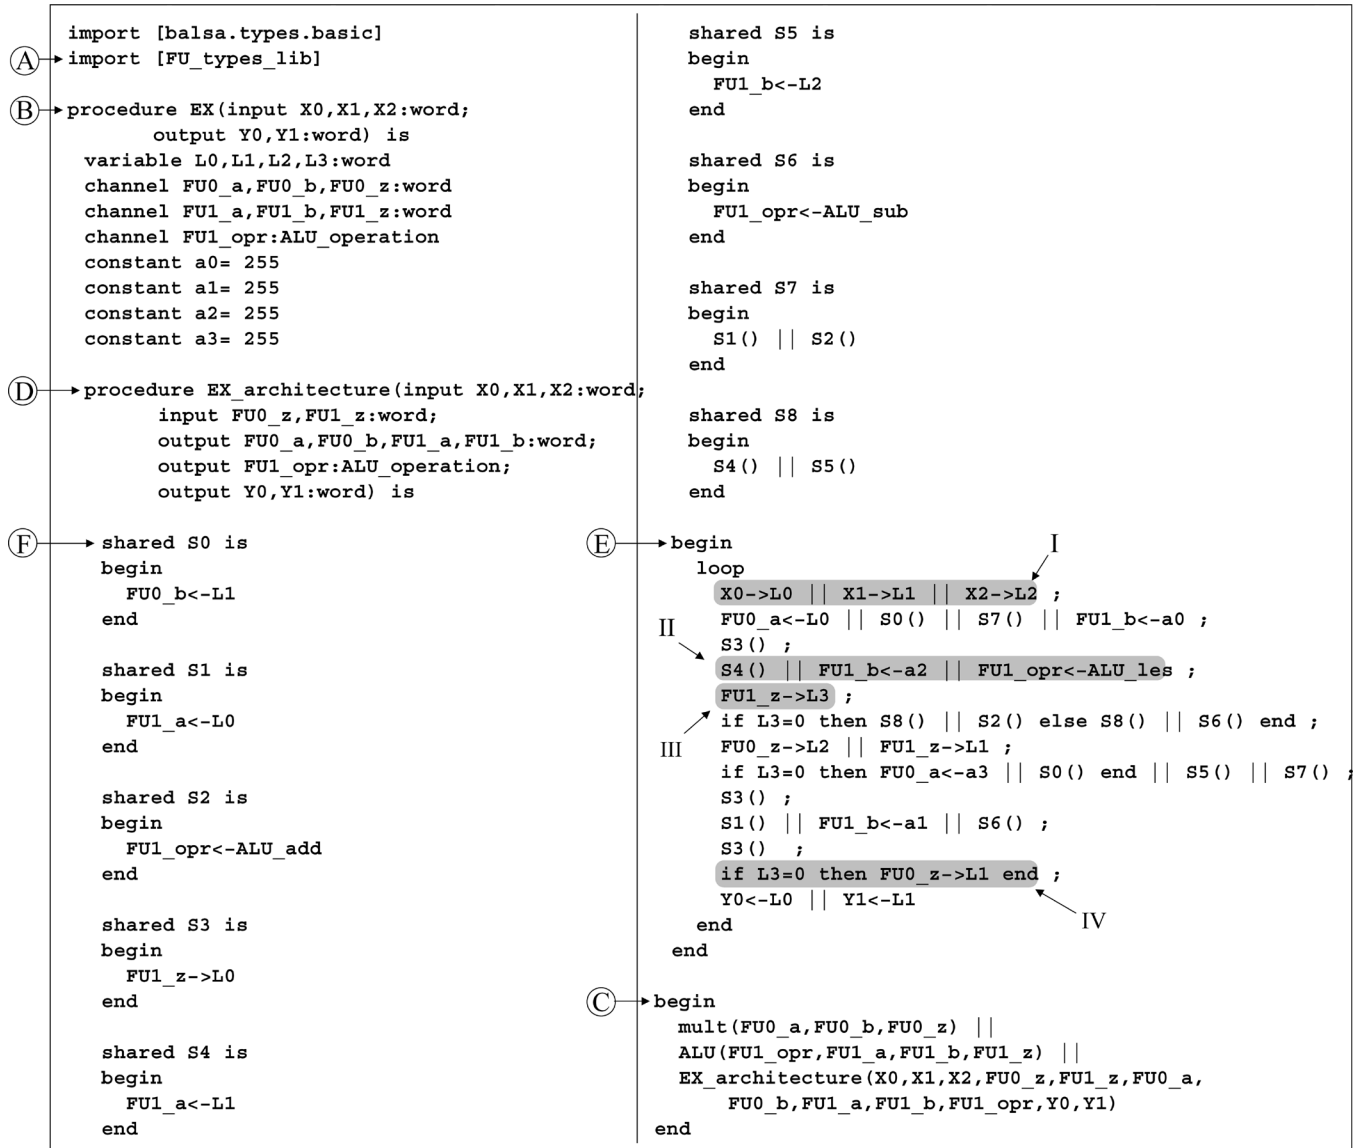 import [balsa.types.basic]
A
import [FU_types_lib]
B
procedure EX(input X0,X1,X2:word;
output Y0,Y1:word) is
variable L0,L1,L2,L3:word
channel FU0_a,FU0_b,FU0_z:word
channel FU1_a,FU1_b,FU1_z:word
channel FU1_opr:ALU_operation
constant a0= 255
constant a1= 255
constant a2= 255
constant a3= 255
D
procedure EX_architecture(input X0,X1,X2:word;
input FU0_z,FU1_z:word;
output FU0_a,FU0_b,FU1_a,FU1_b:word;
output FU1_opr:ALU_operation;
output Y0,Y1:word) is
F
shared S0 is
begin
FU0_b<-L1
end
shared S1 is
begin
FU1_a<-L0
end
shared S2 is
begin
FU1_opr<-ALU_add
end
shared S3 is
begin
FU1_z->L0
end
shared S4 is
begin
FU1_a<-L1
end
shared S5 is
begin
FU1_b<-L2
end
shared S6 is
begin
FU1_opr<-ALU_sub
end
shared S7 is
begin
S1() || S2()
end
shared S8 is
begin
S4() || S5()
end
E
begin
I
loop
X0->L0 || X1->L1 || X2->L2 ;
FU0_a<-L0 || S0() || S7() || FU1_b<-a0 ;
II
S3() ;
S4() || FU1_b<-a2 || FU1_opr<-ALU_les ;
FU1_z->L3 ;
III
if L3=0 then S8() || S2() else S8() || S6() end ;
FU0_z->L2 || FU1_z->L1 ;
if L3=0 then FU0_a<-a3 || S0() end || S5() || S7() ;
S3() ;
S1() || FU1_b<-a1 || S6() ;
S3() ;
if L3=0 then FU0_z->L1 end ;
Y0<-L0 || Y1<-L1
IV
end
end
C
begin
mult(FU0_a,FU0_b,FU0_z) ||
ALU(FU1_opr,FU1_a,FU1_b,FU1_z) ||
EX_architecture(X0,X1,X2,FU0_z,FU1_z,FU0_a,
FU0_b,FU1_a,FU1_b,FU1_opr,Y0,Y1)
end